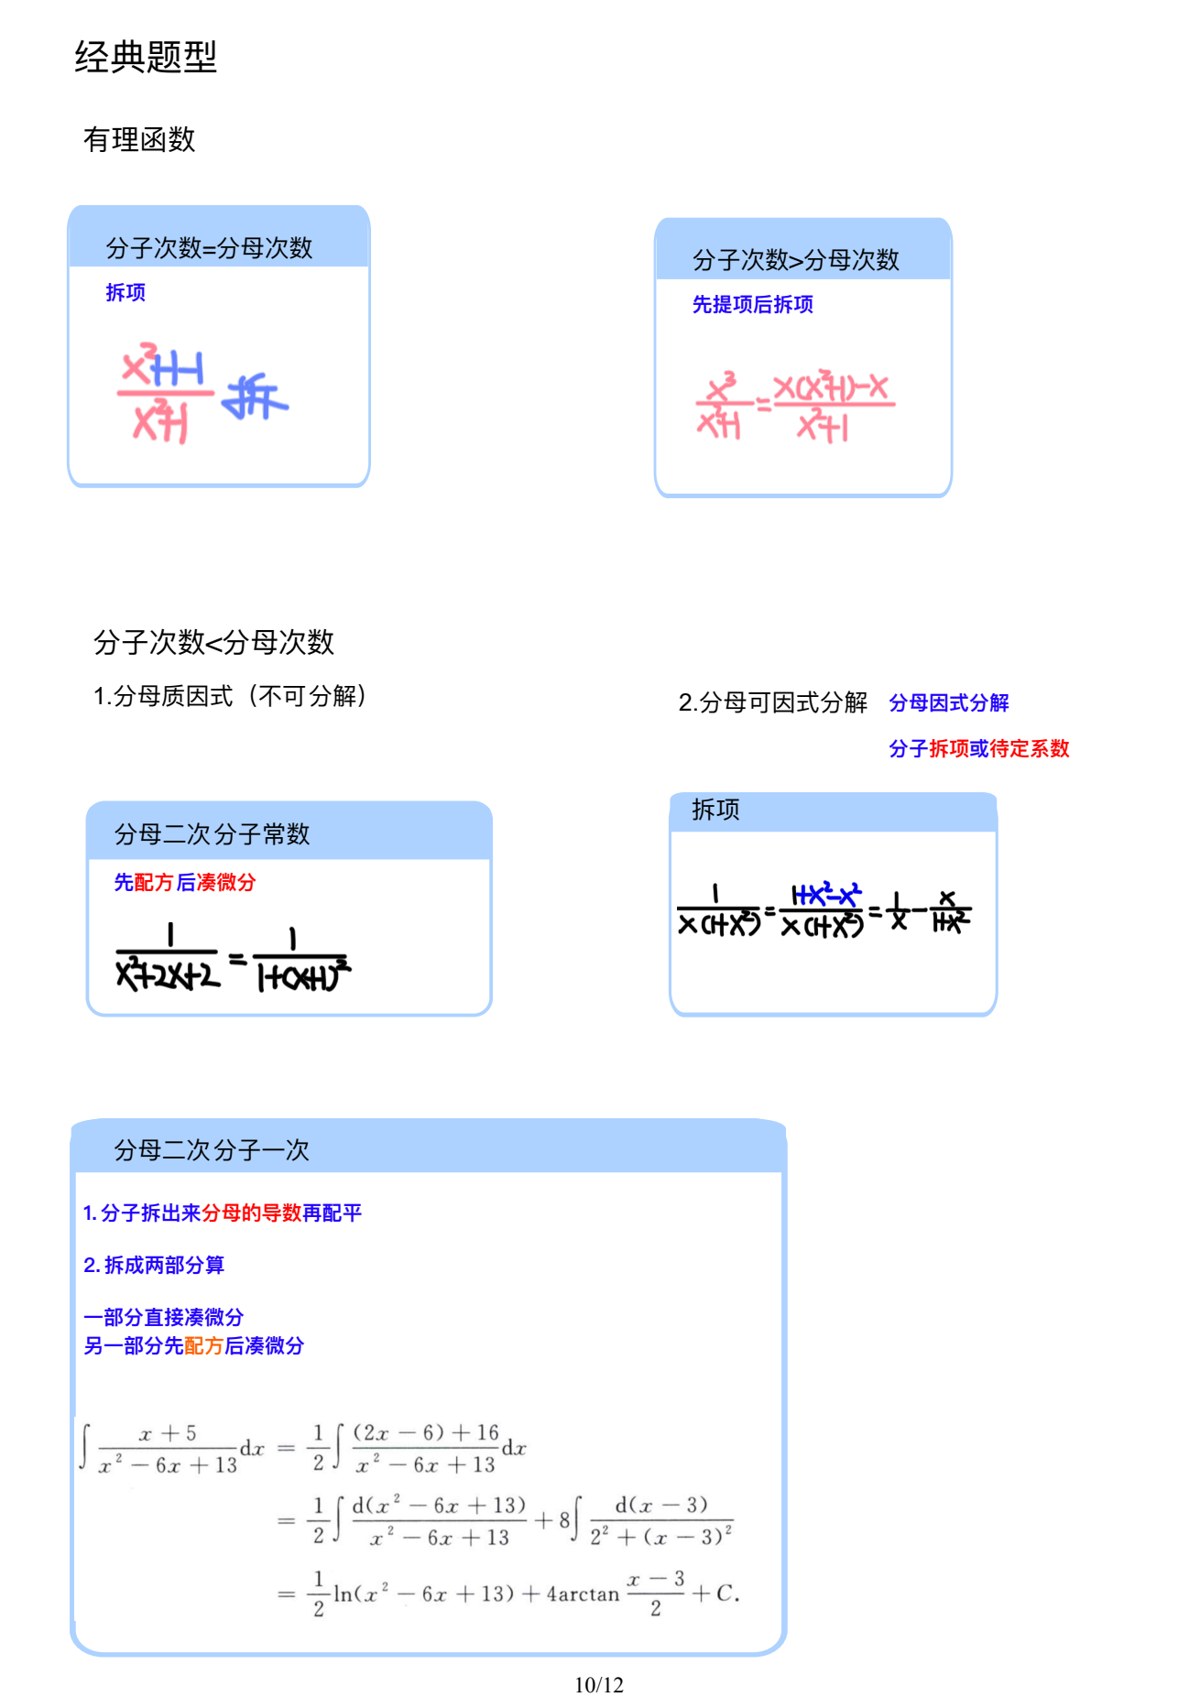 经典题型
有理函数
分子次数=分母次数
拆项
x²+1-1
x²+1
拆
分子次数>分母次数
先提项后拆项
x³/(x²+1) = (x(x²+1)-x)/(x²+1)
分子次数<分母次数
1.分母质因式（不可分解）
2.分母可因式分解 分母因式分解
分子拆项或待定系数
分母二次分子常数
先配方后凑微分
1/(x²+2x+2) = 1/(1+(x+1)²)
拆项
1/(x(1+x²)) = (1+x²-x²)/(x(1+x²)) = 1/x - x/(1+x²)
分母二次分子一次
1. 分子拆出来分母的导数再配平
2. 拆成两部分算
一部分直接凑微分
另一部分先配方后凑微分
∫ (x + 5)/(x² − 6x + 13) dx = 1/2 ∫ ((2x − 6) + 16)/(x² − 6x + 13) dx
= 1/2 ∫ d(x² − 6x + 13)/(x² − 6x + 13) + 8∫ d(x − 3)/(2² + (x − 3)²)
= 1/2 ln(x² − 6x + 13) + 4arctan (x − 3)/2 + C.
10/12